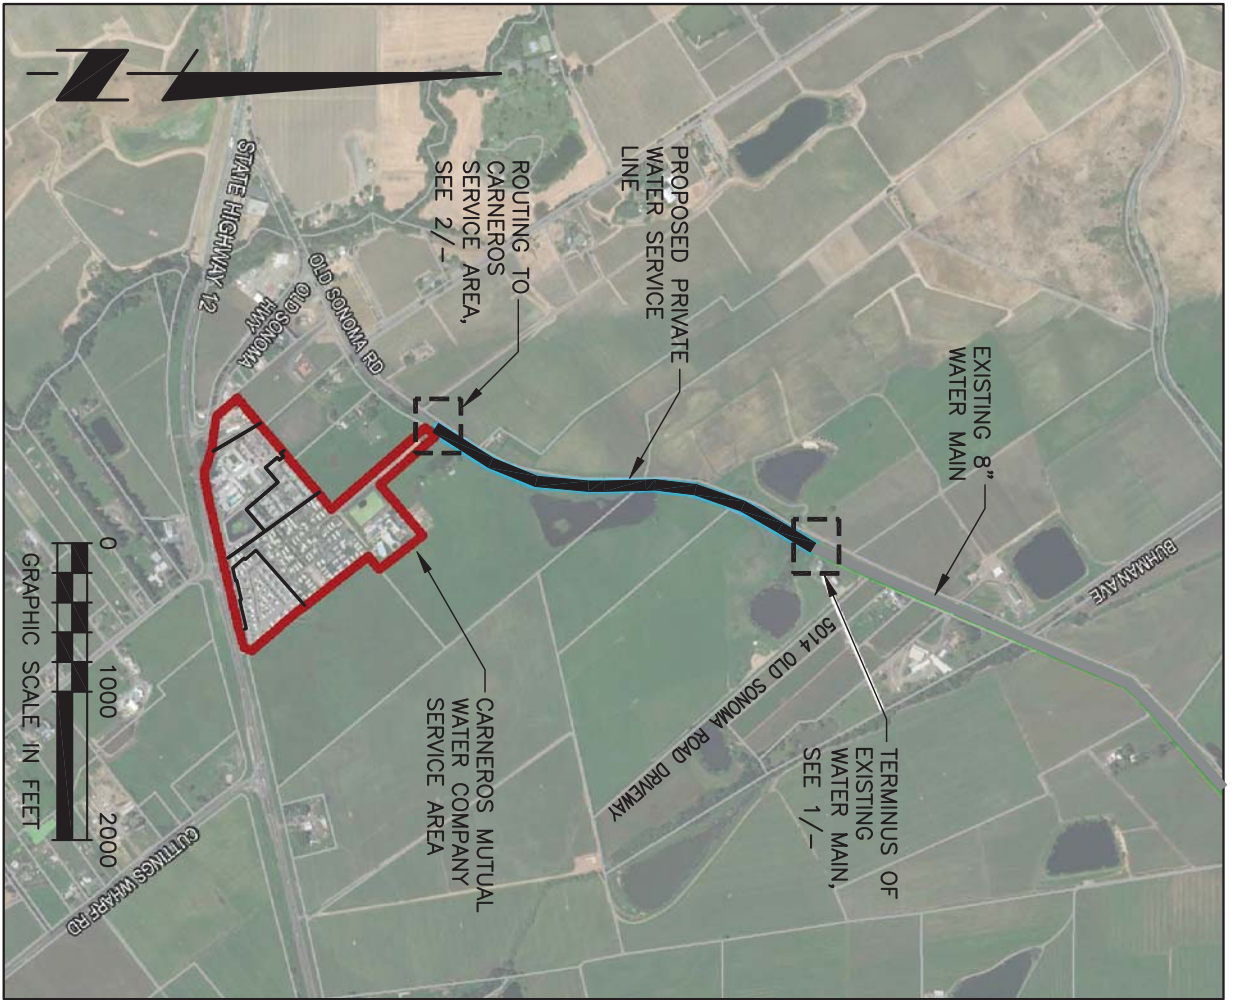 EXISTING 8"
WATER MAIN
BUHMAN AVE
TERMINUS OF
EXISTING
WATER MAIN,
SEE 1/-
5014 OLD SONOMA ROAD DRIVEWAY
PROPOSED PRIVATE
WATER SERVICE
LINE
ROUTING TO
CARNEROS
SERVICE AREA,
SEE 2/-
CARNEROS MUTUAL
WATER COMPANY
SERVICE AREA
OLD SONOMA RD
OLD SONOMA
HWY
STATE HIGHWAY 12
CUTTINGS WHARF RD
N
0
1000
2000
GRAPHIC SCALE IN FEET